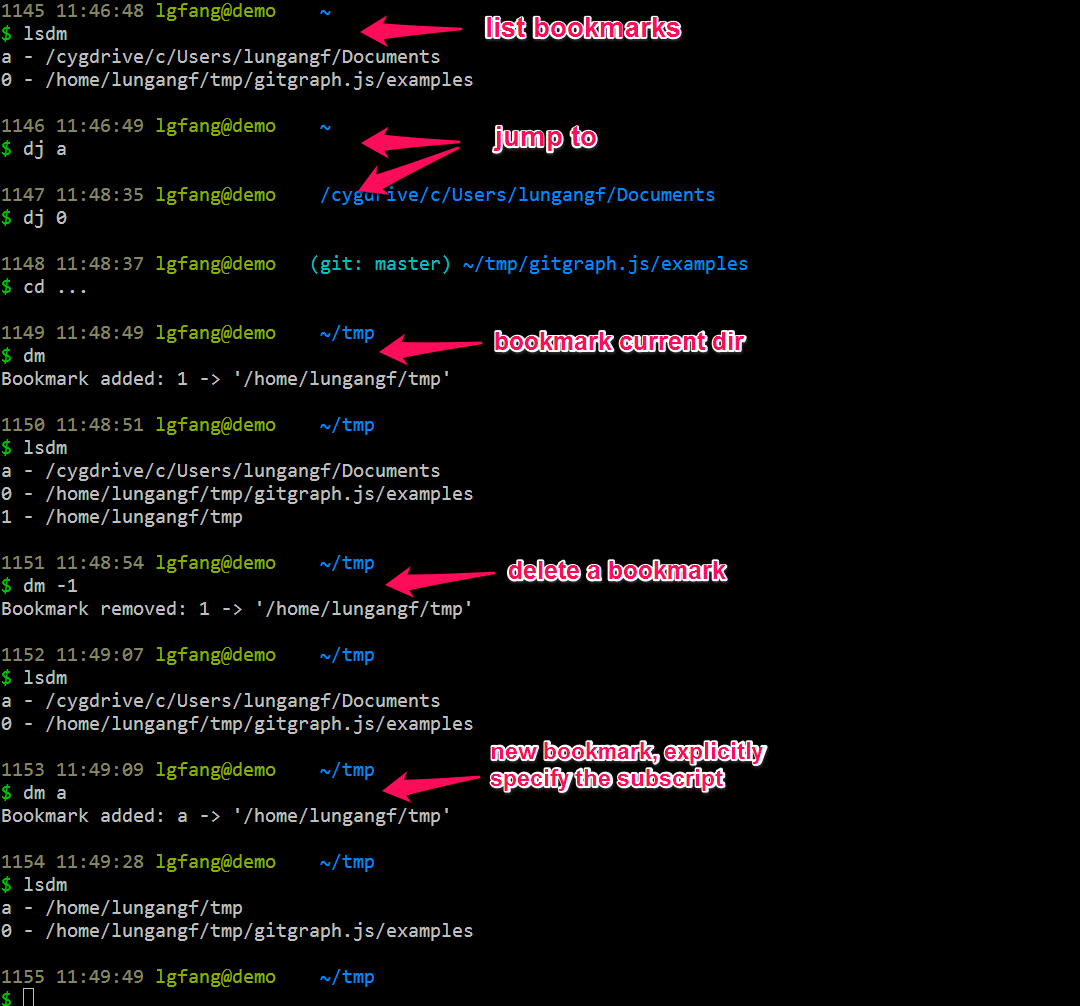 1145 11:46:48 lgfang@demo    ~
$ lsdm
list bookmarks
a - /cygdrive/c/Users/lungangf/Documents
0 - /home/lungangf/tmp/gitgraph.js/examples
1146 11:46:49 lgfang@demo    ~
$ dj a
jump to
1147 11:48:35 lgfang@demo    /cygdrive/c/Users/lungangf/Documents
$ dj 0
1148 11:48:37 lgfang@demo   (git: master) ~/tmp/gitgraph.js/examples
$ cd ...
1149 11:48:49 lgfang@demo    ~/tmp
$ dm
bookmark current dir
Bookmark added: 1 -> '/home/lungangf/tmp'
1150 11:48:51 lgfang@demo    ~/tmp
$ lsdm
a - /cygdrive/c/Users/lungangf/Documents
0 - /home/lungangf/tmp/gitgraph.js/examples
1 - /home/lungangf/tmp
1151 11:48:54 lgfang@demo    ~/tmp
$ dm -1
delete a bookmark
Bookmark removed: 1 -> '/home/lungangf/tmp'
1152 11:49:07 lgfang@demo    ~/tmp
$ lsdm
a - /cygdrive/c/Users/lungangf/Documents
0 - /home/lungangf/tmp/gitgraph.js/examples
1153 11:49:09 lgfang@demo    ~/tmp
$ dm a
new bookmark, explicitly
specify the subscript
Bookmark added: a -> '/home/lungangf/tmp'
1154 11:49:28 lgfang@demo    ~/tmp
$ lsdm
a - /home/lungangf/tmp
0 - /home/lungangf/tmp/gitgraph.js/examples
1155 11:49:49 lgfang@demo    ~/tmp
$